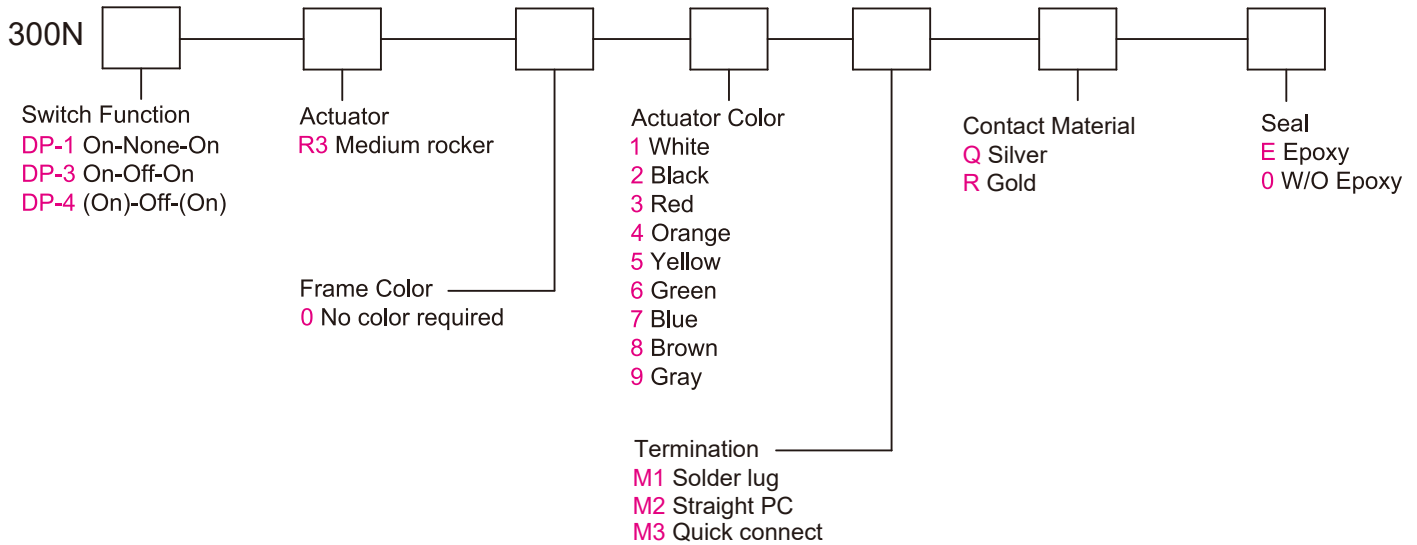 300N
Switch Function
DP-1 On-None-On
DP-3 On-Off-On
DP-4 (On)-Off-(On)
Actuator
R3 Medium rocker
Frame Color
0 No color required
Actuator Color
1 White
2 Black
3 Red
4 Orange
5 Yellow
6 Green
7 Blue
8 Brown
9 Gray
Termination
M1 Solder lug
M2 Straight PC
M3 Quick connect
Contact Material
Q Silver
R Gold
Seal
E Epoxy
0 W/O Epoxy